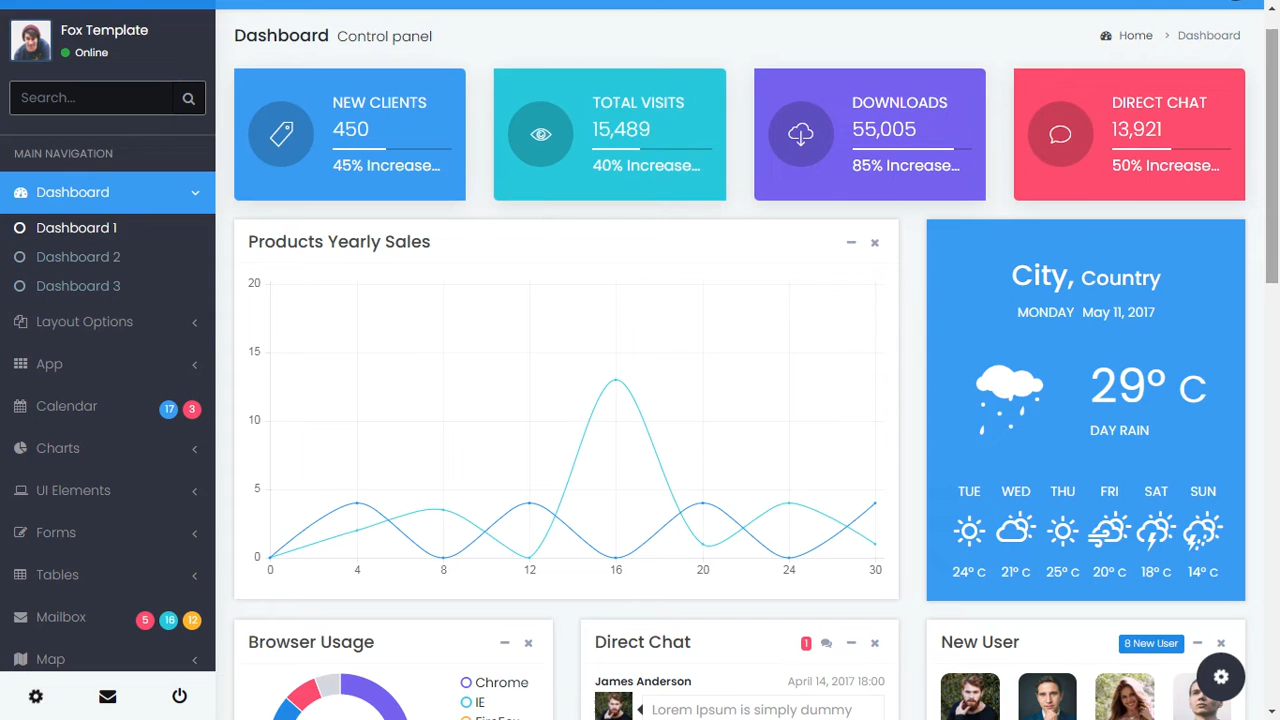 Fox Template
Online
Search...
MAIN NAVIGATION
Dashboard
Dashboard 1
Dashboard 2
Dashboard 3
Layout Options
App
Calendar 17 3
Charts
UI Elements
Forms
Tables
Mailbox 5 16 12
Map
Dashboard Control panel
Home > Dashboard
NEW CLIENTS
450
45% Increase...
TOTAL VISITS
15,489
40% Increase...
DOWNLOADS
55,005
85% Increase...
DIRECT CHAT
13,921
50% Increase...
Products Yearly Sales
20
15
10
5
0
0 4 8 12 16 20 24 30
City, Country
MONDAY May 11, 2017
29° C
DAY RAIN
TUE WED THU FRI SAT SUN
24° C 21° C 25° C 20° C 18° C 14° C
Browser Usage
Chrome
IE
FireFox
Direct Chat 1
James Anderson April 14, 2017 18:00
Lorem Ipsum is simply dummy
New User 8 New User